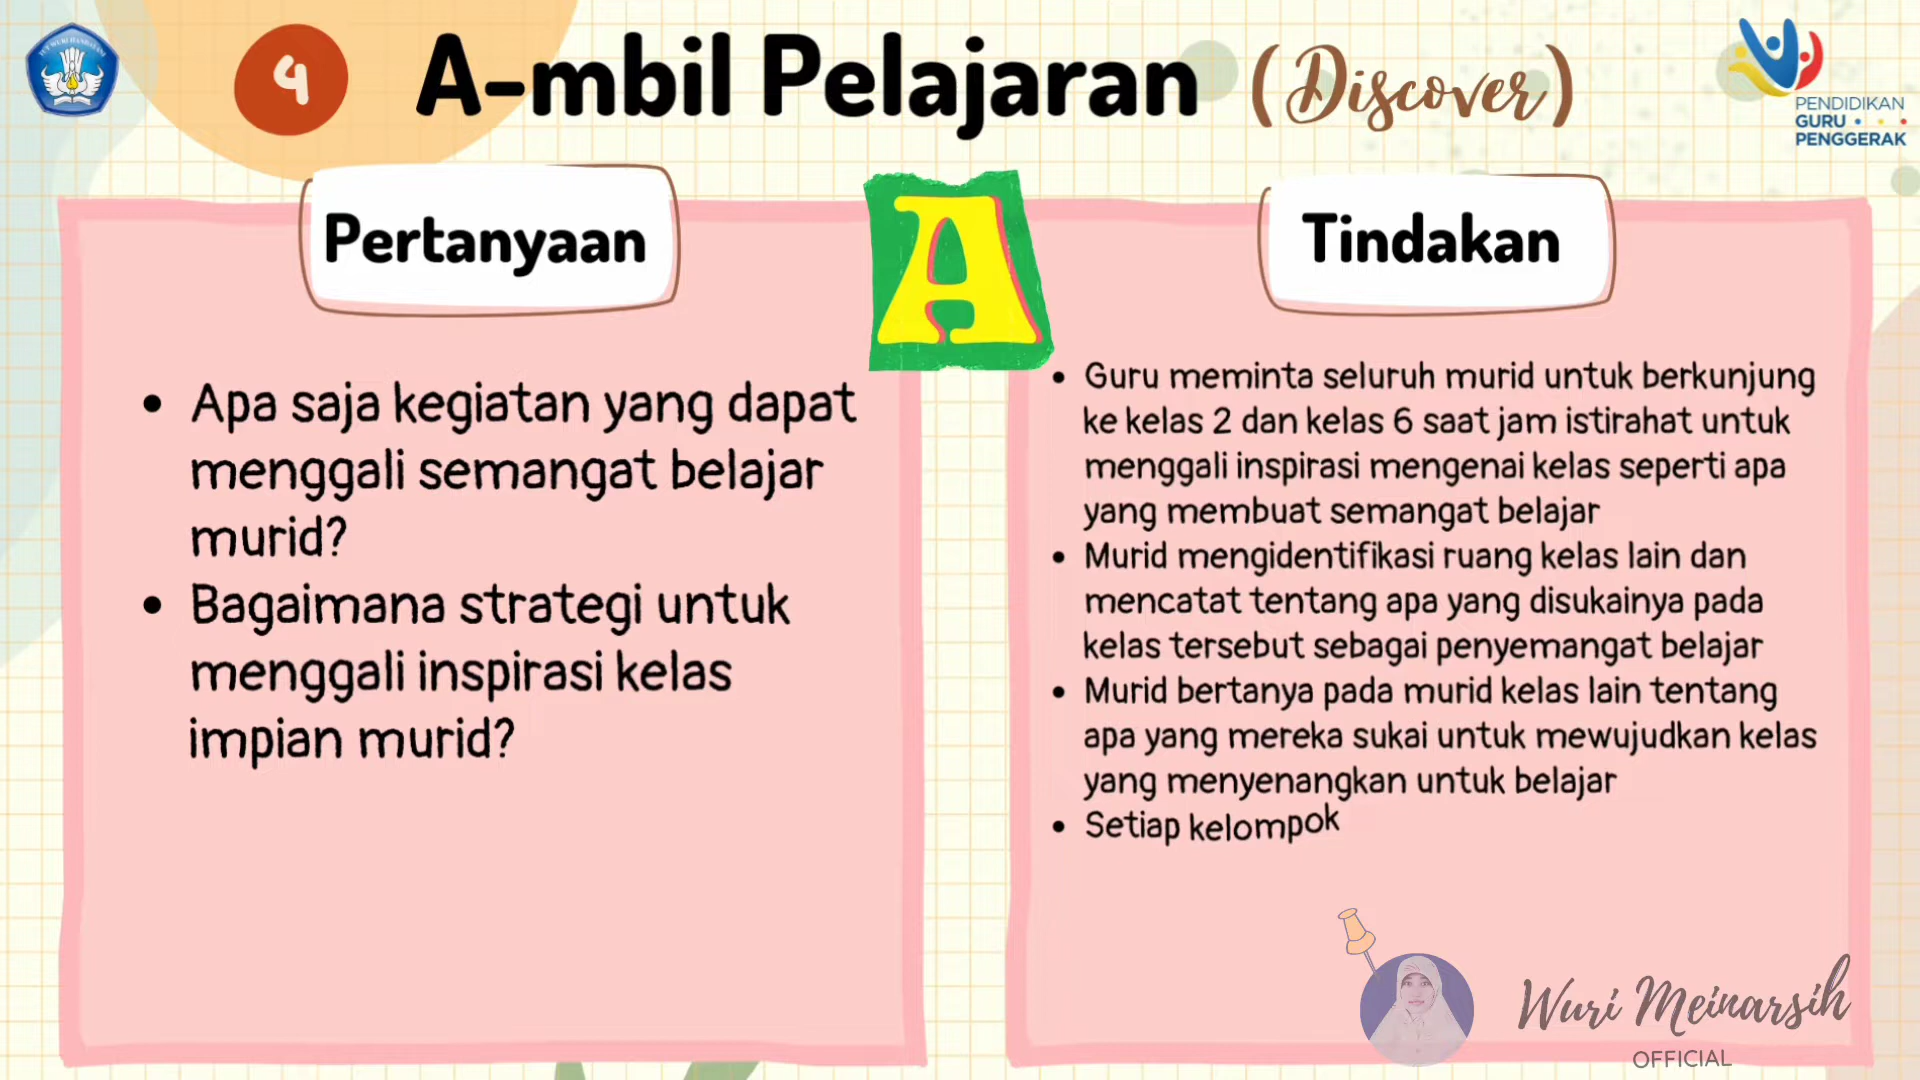 4
A-mbil Pelajaran (Discover)
PENDIDIKAN
GURU
PENGGERAK
Pertanyaan
A
Tindakan
• Apa saja kegiatan yang dapat
menggali semangat belajar
murid?
• Bagaimana strategi untuk
menggali inspirasi kelas
impian murid?
• Guru meminta seluruh murid untuk berkunjung
ke kelas 2 dan kelas 6 saat jam istirahat untuk
menggali inspirasi mengenai kelas seperti apa
yang membuat semangat belajar
• Murid mengidentifikasi ruang kelas lain dan
mencatat tentang apa yang disukainya pada
kelas tersebut sebagai penyemangat belajar
• Murid bertanya pada murid kelas lain tentang
apa yang mereka sukai untuk mewujudkan kelas
yang menyenangkan untuk belajar
• Setiap kelompok
Wuri Meinarsih
OFFICIAL